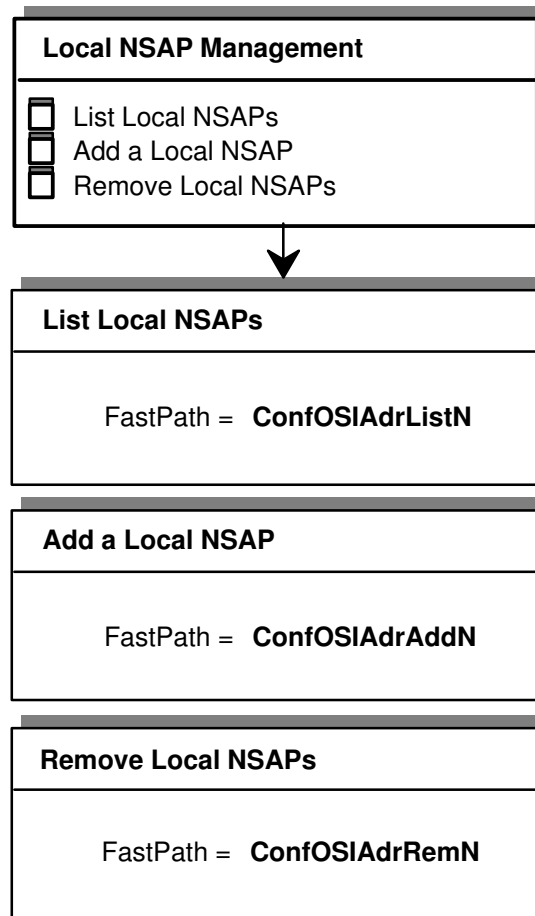 Local NSAP Management
List Local NSAPs
Add a Local NSAP
Remove Local NSAPs
List Local NSAPs
FastPath = ConfOSIAdrListN
Add a Local NSAP
FastPath = ConfOSIAdrAddN
Remove Local NSAPs
FastPath = ConfOSIAdrRemN